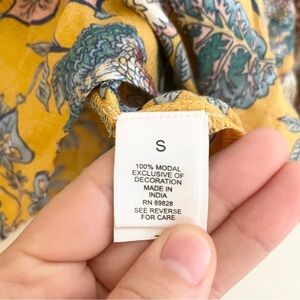 S
100% MODAL
EXCLUSIVE OF
DECORATION
MADE IN
INDIA
RN 89828
SEE REVERSE
FOR CARE